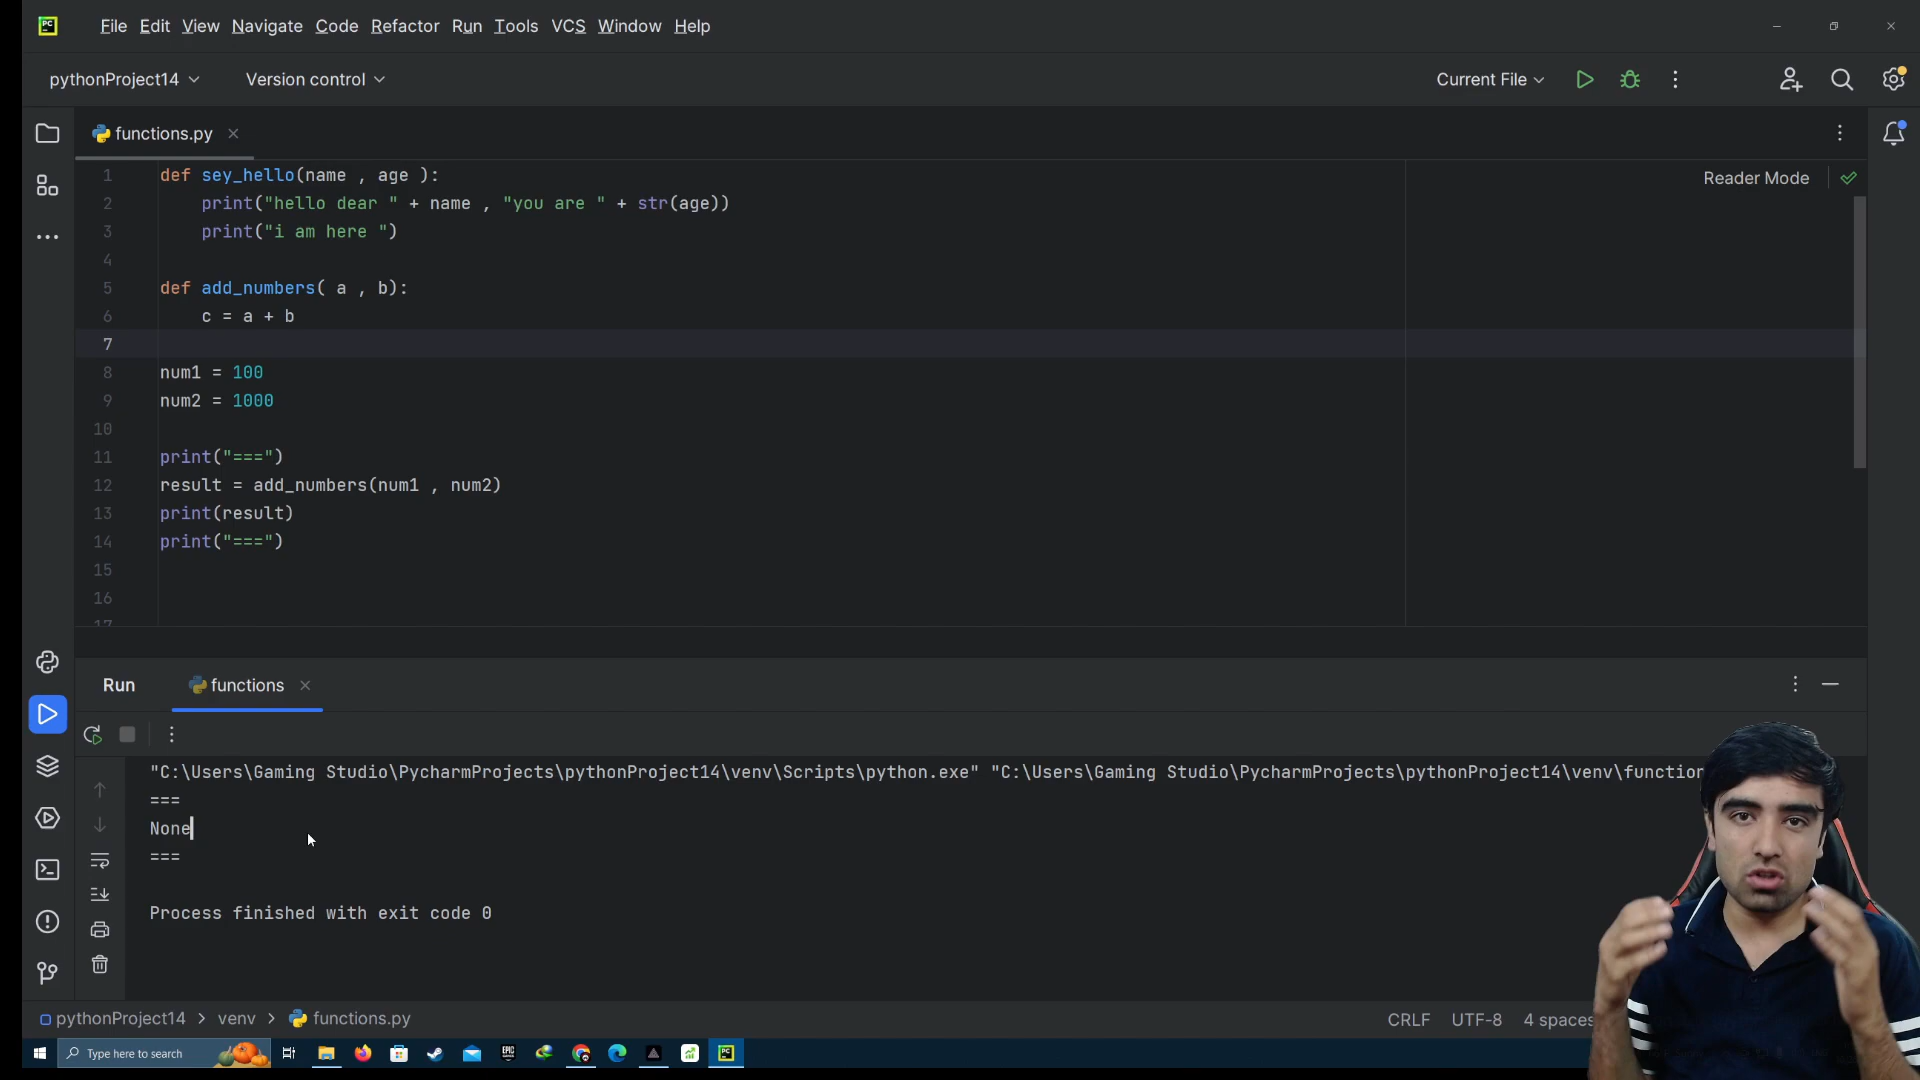 File Edit View Navigate Code Refactor Run Tools VCS Window Help
pythonProject14 Version control Current File
functions.py
Reader Mode
1 def sey_hello(name , age ):
2 print("hello dear " + name , "you are " + str(age))
3 print("i am here ")
4
5 def add_numbers( a , b):
6 c = a + b
7
8 num1 = 100
9 num2 = 1000
10
11 print("===")
12 result = add_numbers(num1 , num2)
13 print(result)
14 print("===")
15
16
17
Run functions
"C:\Users\Gaming Studio\PycharmProjects\pythonProject14\venv\Scripts\python.exe" "C:\Users\Gaming Studio\PycharmProjects\pythonProject14\venv\function
===
None
===
Process finished with exit code 0
pythonProject14 > venv > functions.py CRLF UTF-8 4 spaces
Type here to search